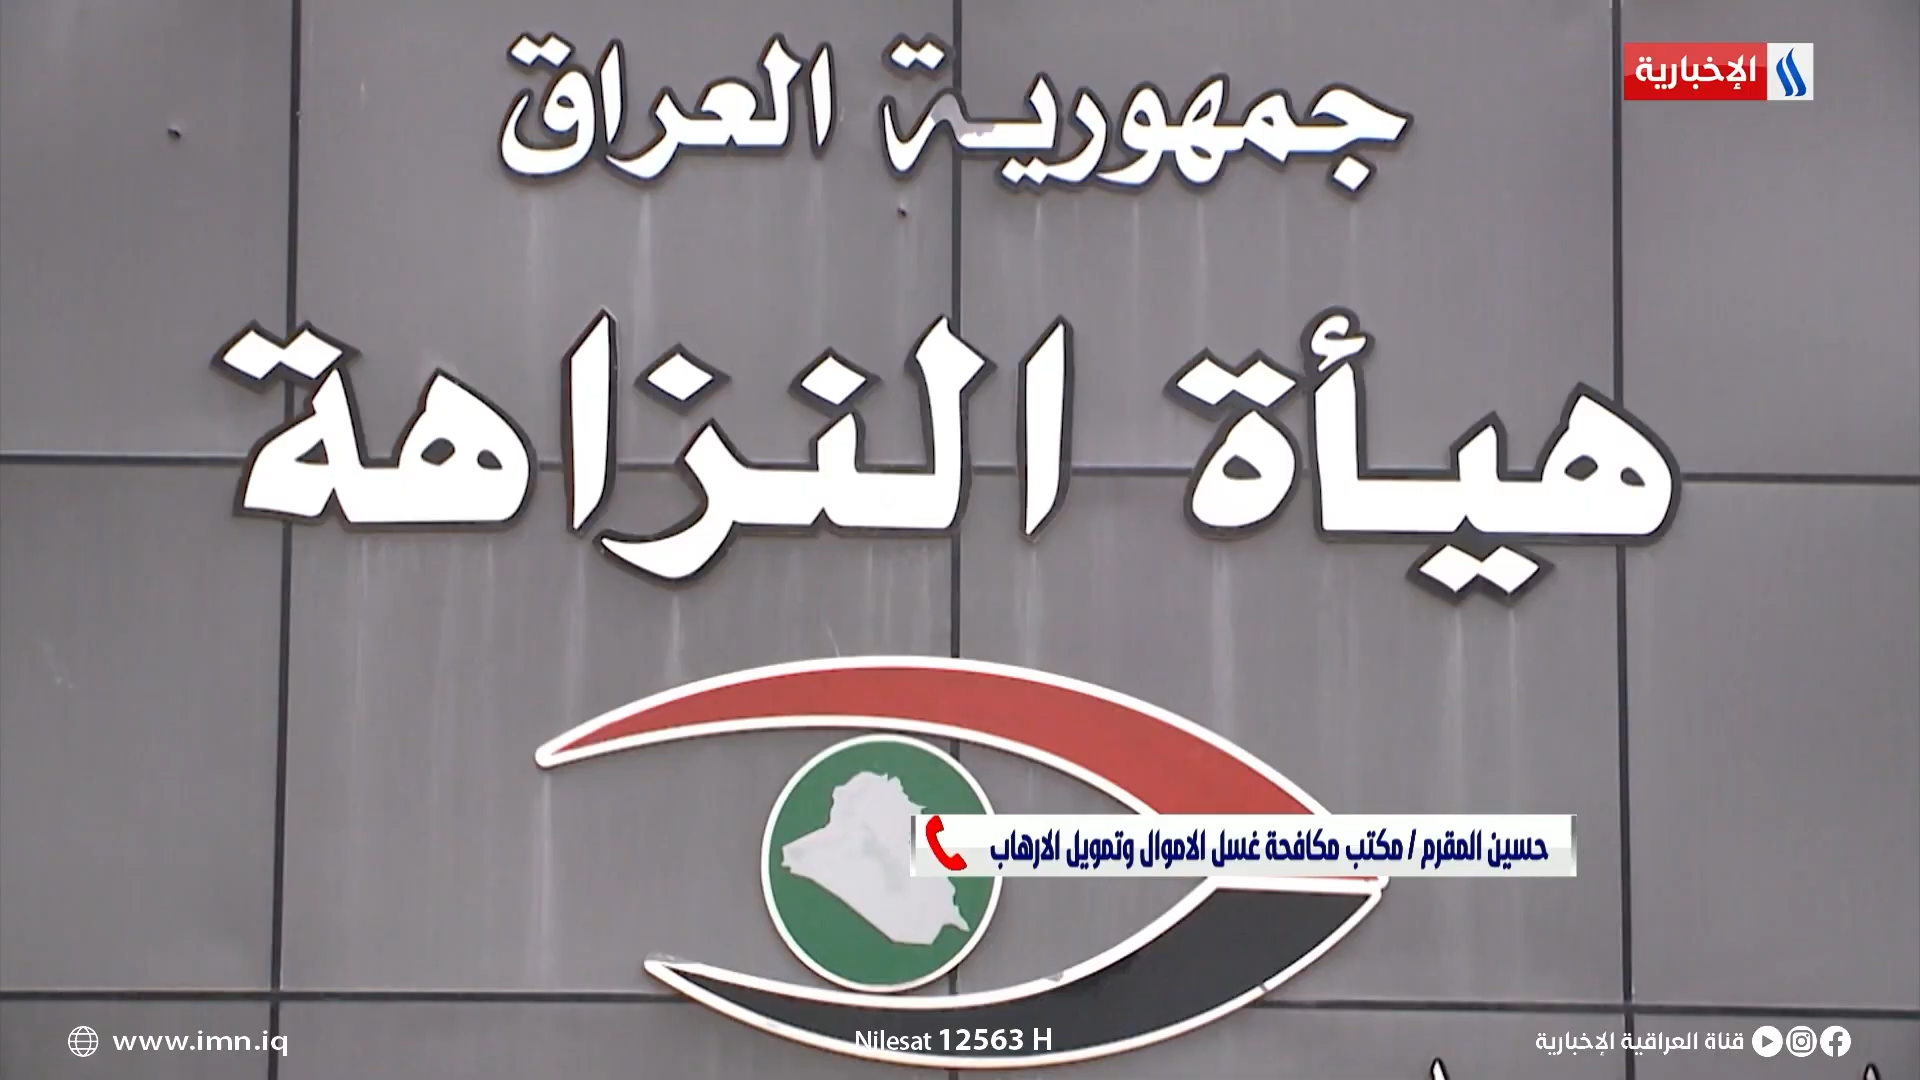 الإخبارية
جمهورية العراق
هيأة النزاهة
حسين المقرم / مكتب مكافحة غسل الاموال وتمويل الارهاب
www.imn.iq
Nilesat 12563 H
قناة العراقية الإخبارية